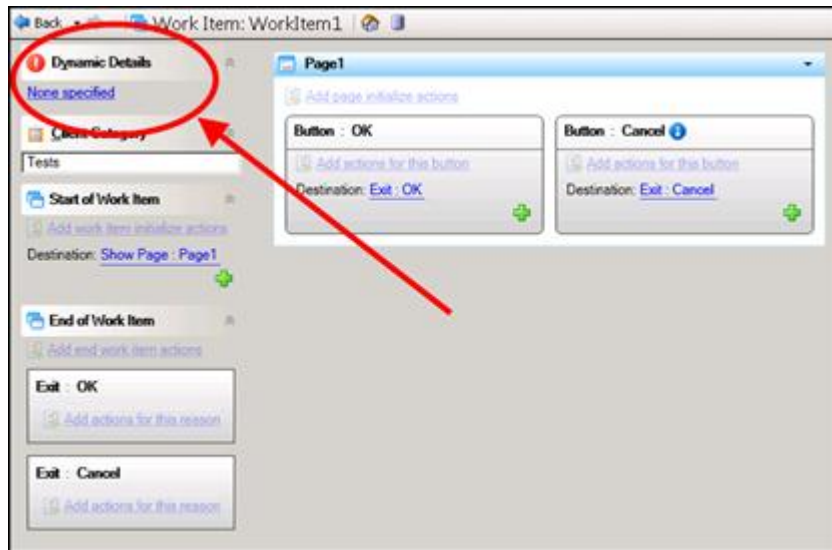 Back
Work Item: WorkItem1
Dynamic Details
None specified
Client Category
Tests
Start of Work Item
Add work item initialize actions
Destination: Show Page : Page1
End of Work Item
Add end work item actions
Exit : OK
Add actions for this reason
Exit : Cancel
Add actions for this reason
Page1
Add page initialize actions
Button : OK
Add actions for this button
Destination: Exit : OK
Button : Cancel
Add actions for this button
Destination: Exit : Cancel